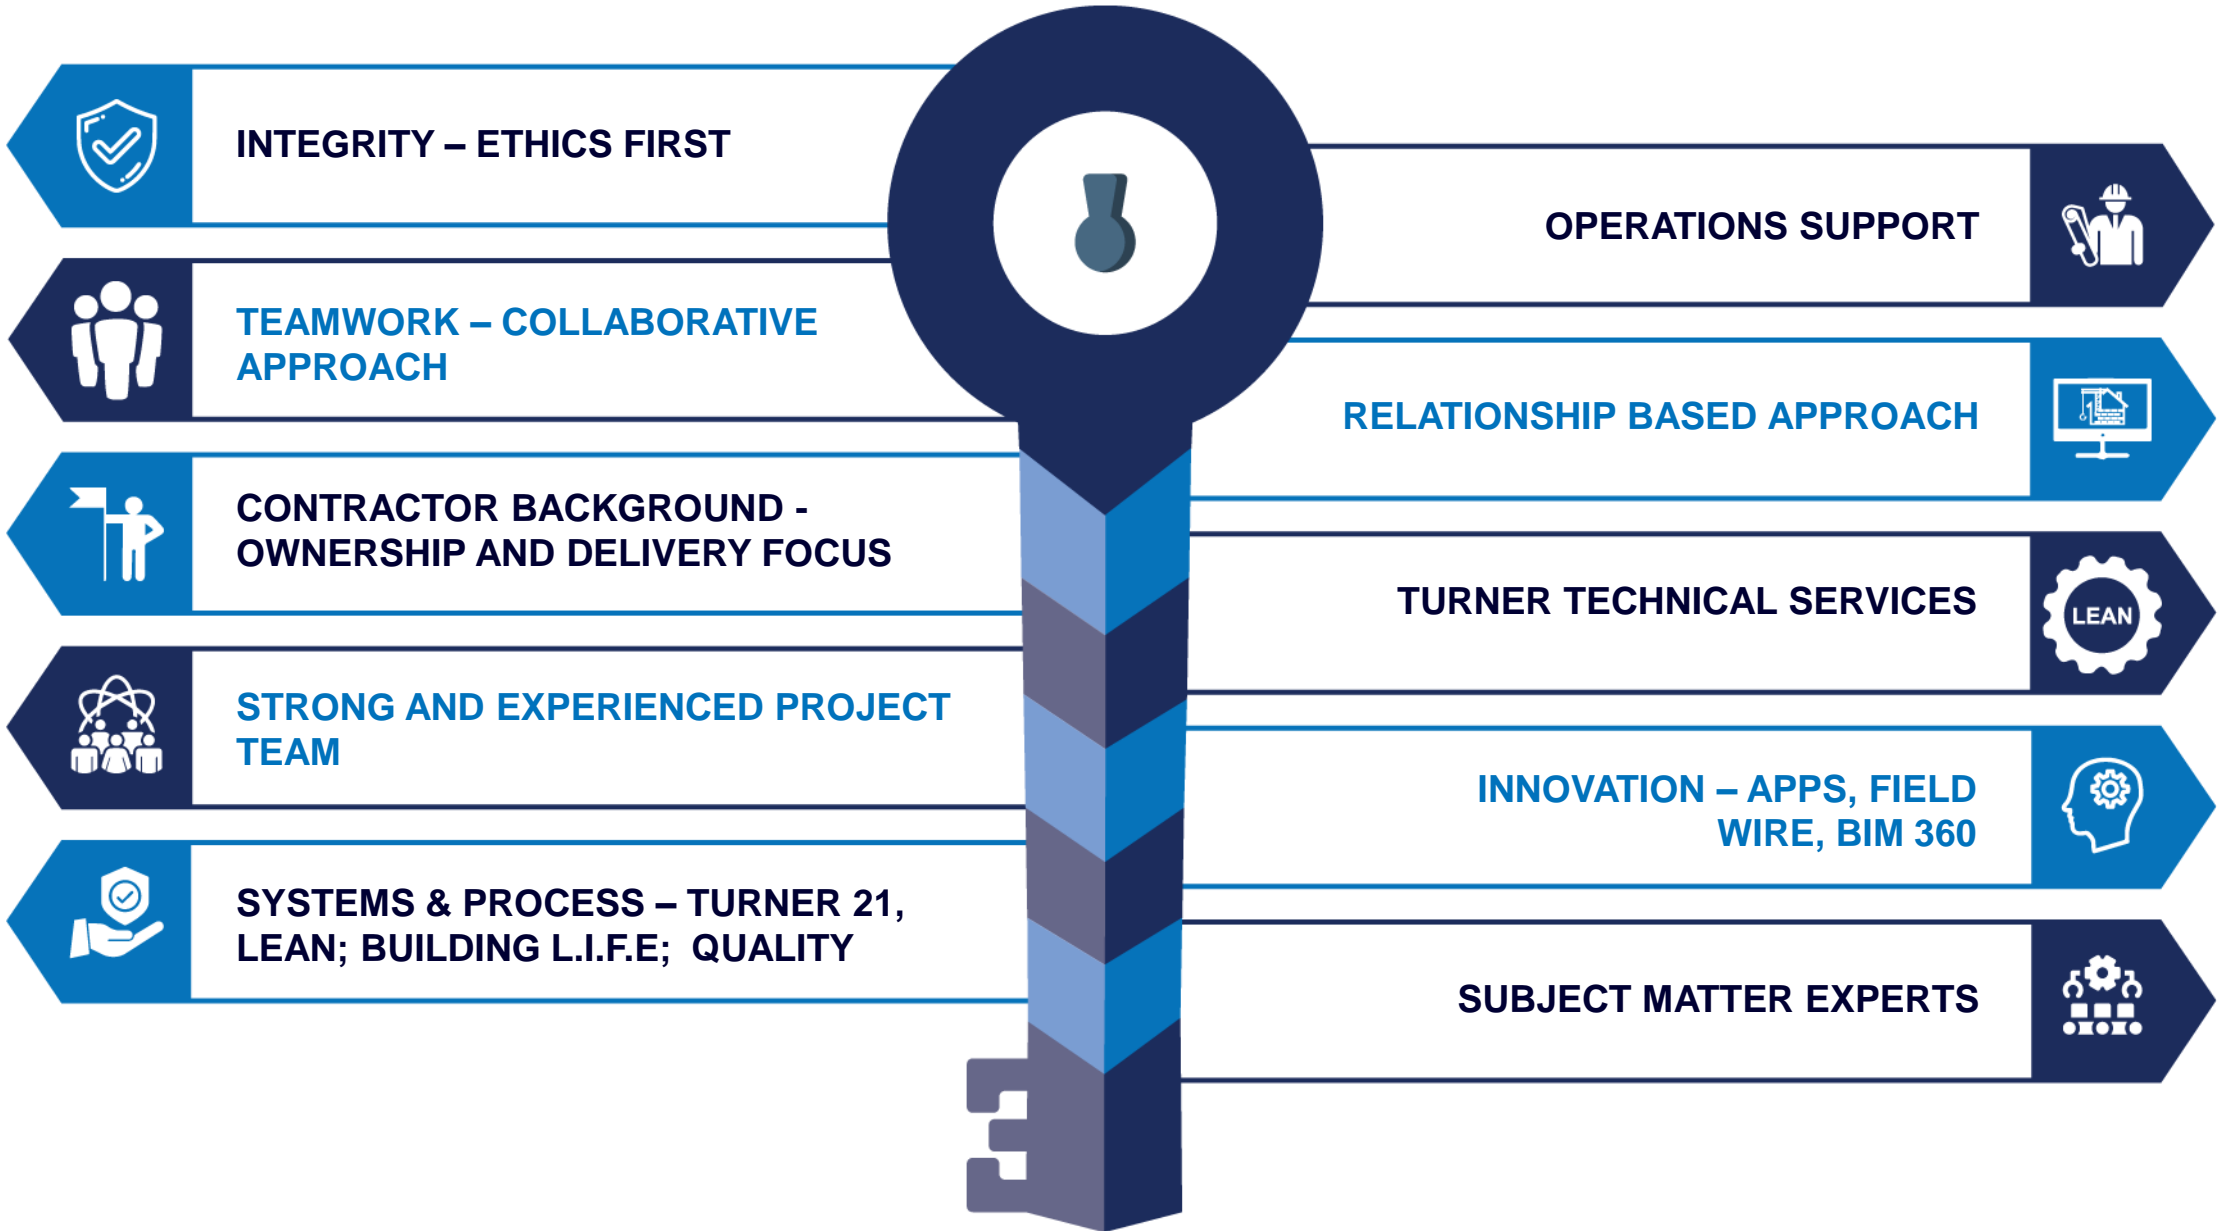 INTEGRITY – ETHICS FIRST
TEAMWORK – COLLABORATIVE
APPROACH
CONTRACTOR BACKGROUND -
OWNERSHIP AND DELIVERY FOCUS
STRONG AND EXPERIENCED PROJECT
TEAM
SYSTEMS & PROCESS – TURNER 21,
LEAN; BUILDING L.I.F.E; QUALITY
OPERATIONS SUPPORT
RELATIONSHIP BASED APPROACH
TURNER TECHNICAL SERVICES
LEAN
INNOVATION – APPS, FIELD
WIRE, BIM 360
SUBJECT MATTER EXPERTS